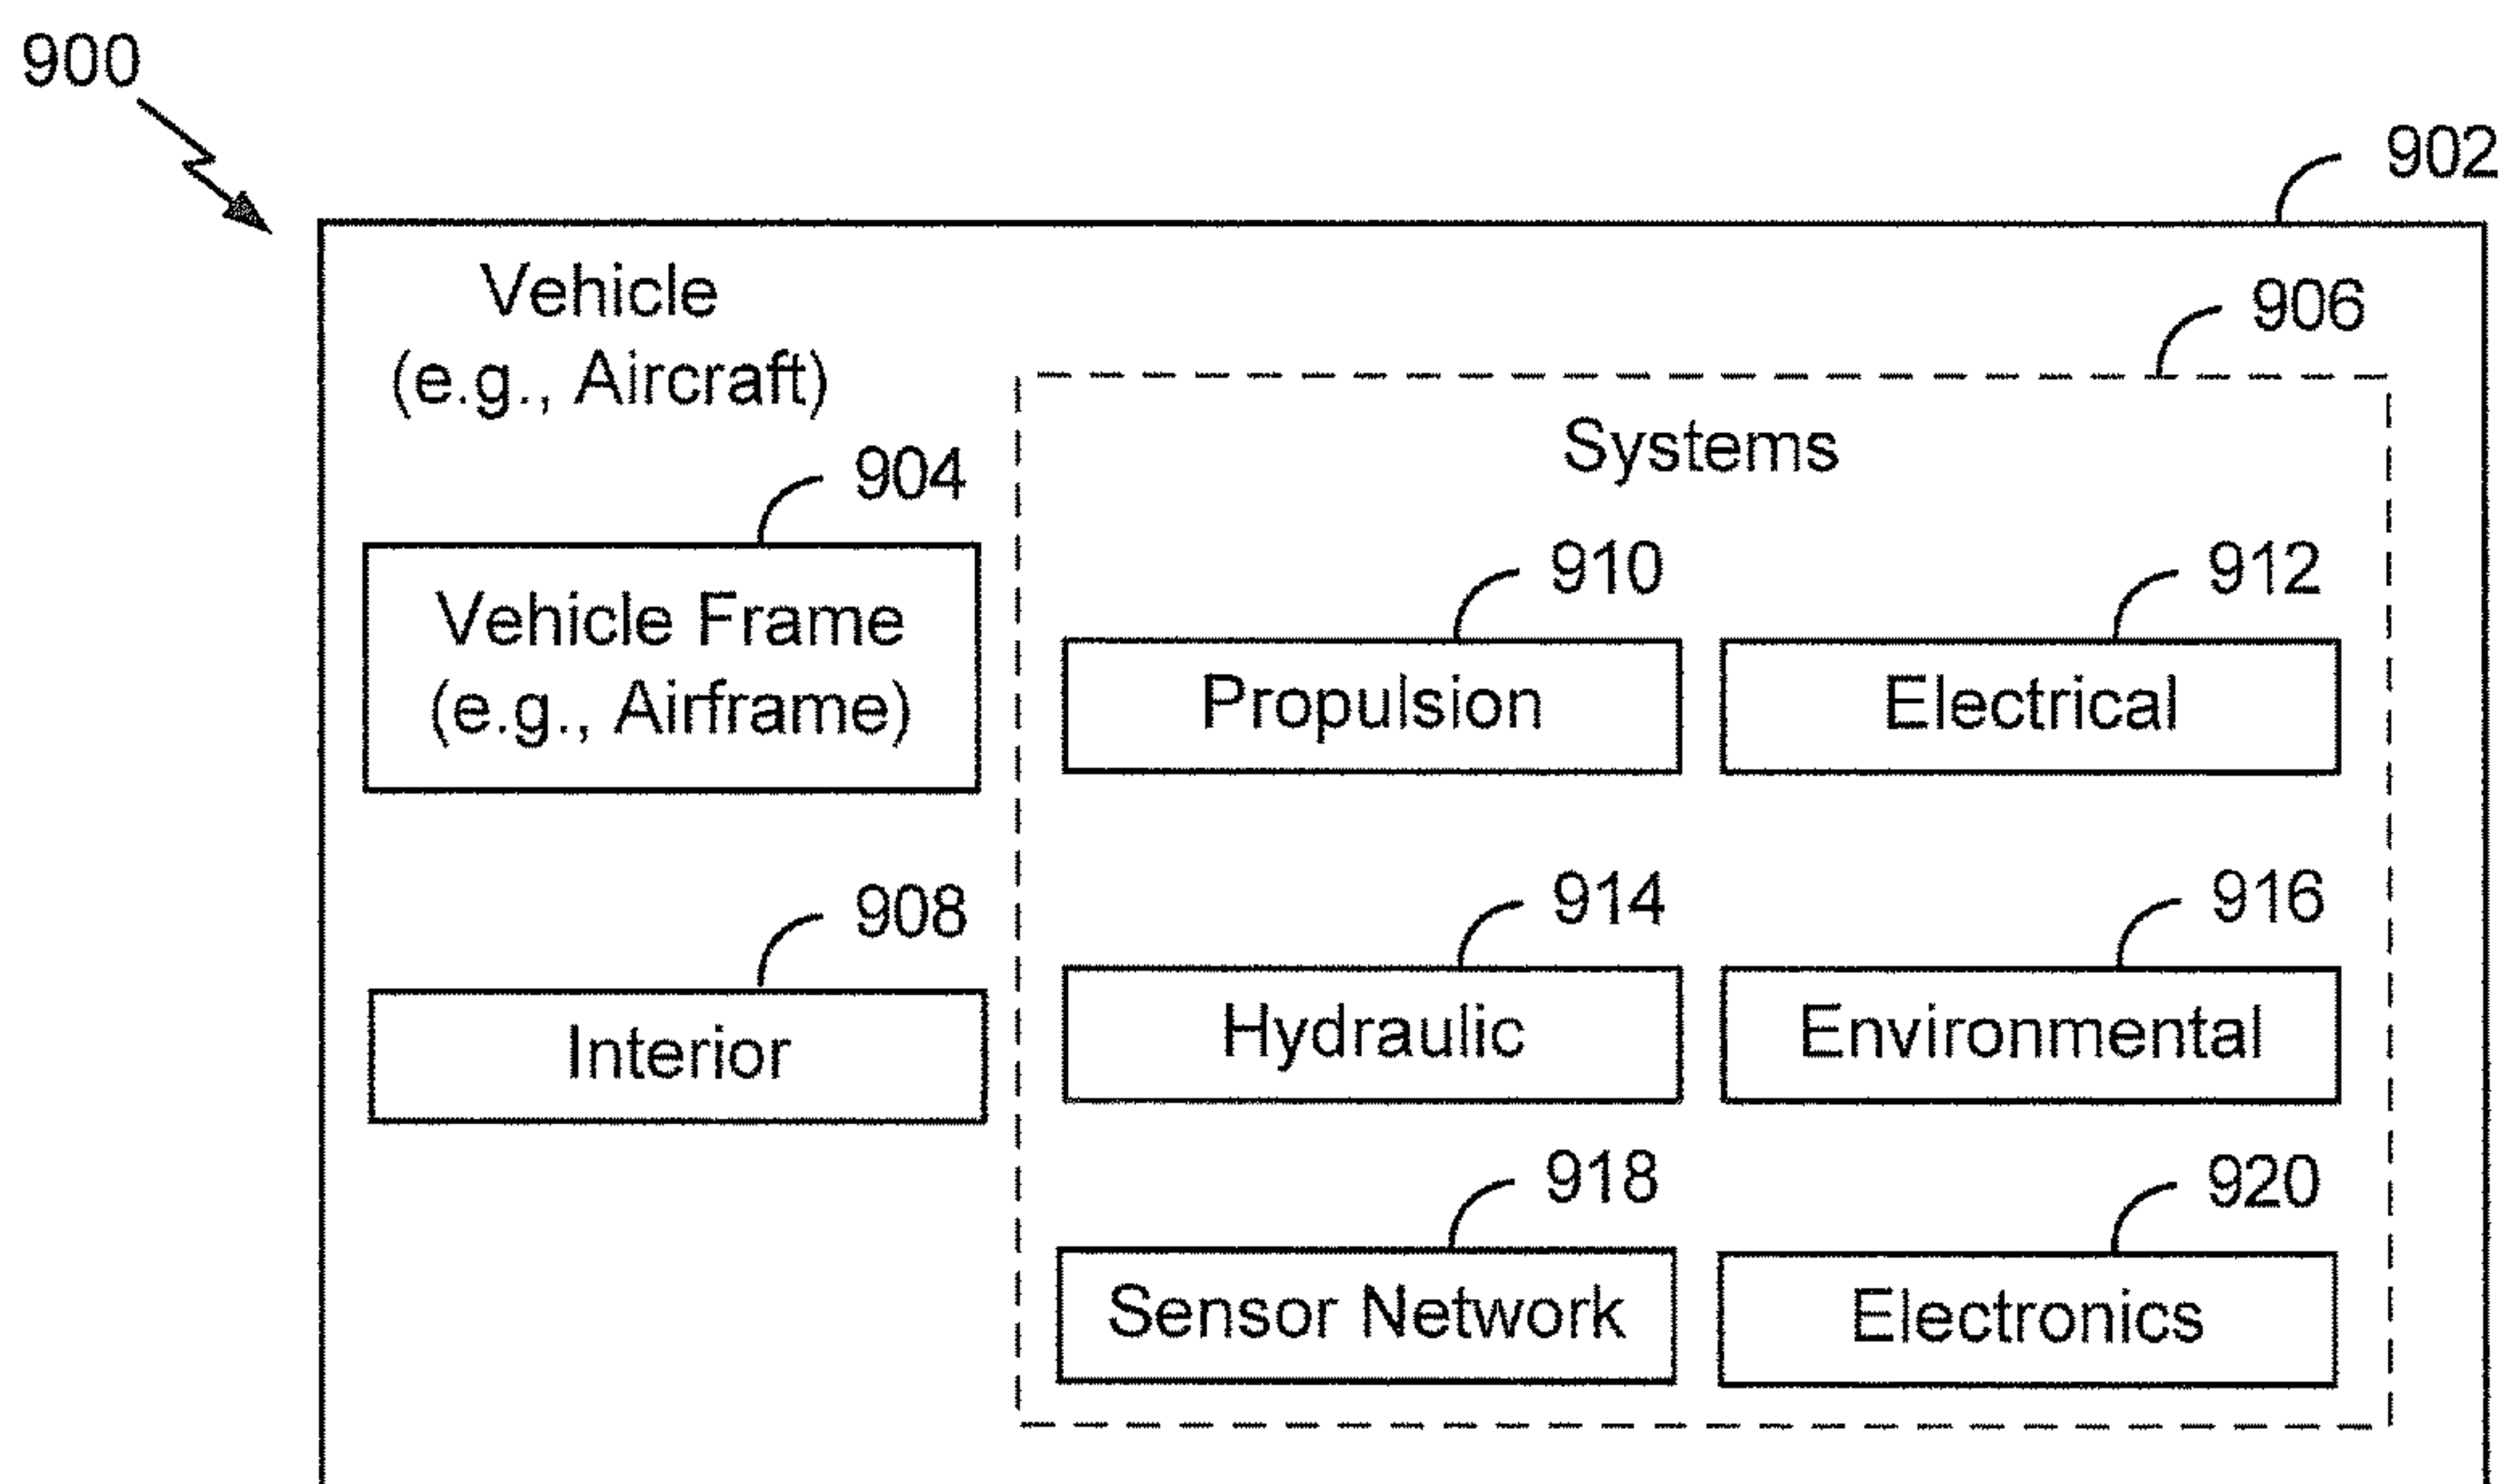 900
902
Vehicle
(e.g., Aircraft)
906
Systems
904
Vehicle Frame
(e.g., Airframe)
910
Propulsion
912
Electrical
908
Interior
914
Hydraulic
916
Environmental
918
Sensor Network
920
Electronics